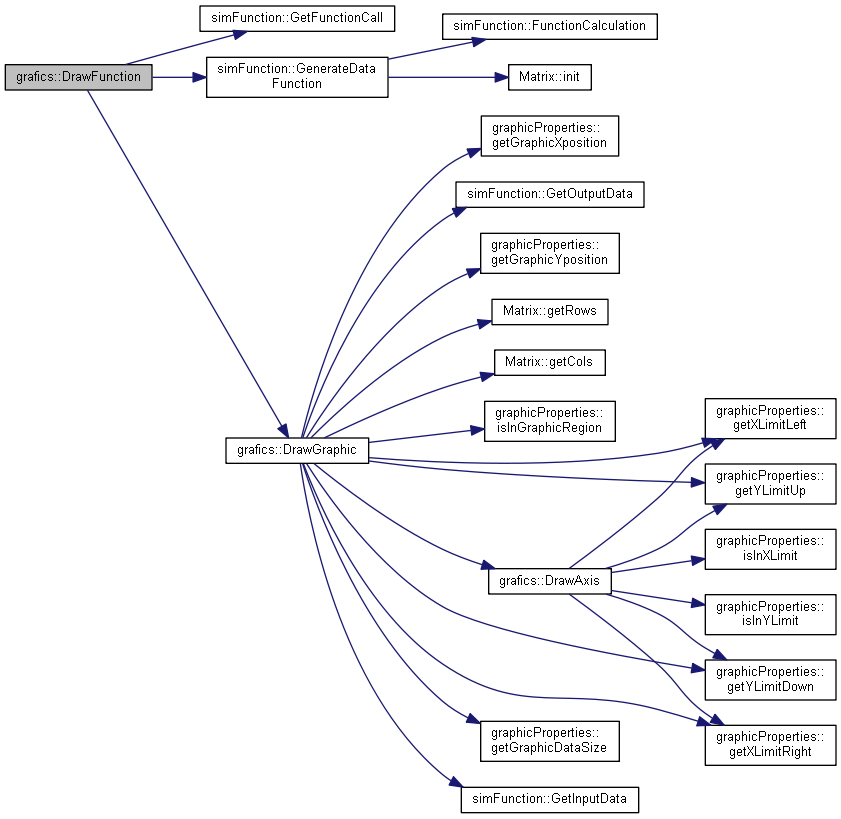 simFunction::GetFunctionCall
simFunction::FunctionCalculation
grafics::DrawFunction
simFunction::GenerateData
Function
Matrix::init
graphicProperties::
getGraphicXposition
simFunction::GetOutputData
graphicProperties::
getGraphicYposition
Matrix::getRows
Matrix::getCols
graphicProperties::
isInGraphicRegion
graphicProperties::
getXLimitLeft
grafics::DrawGraphic
graphicProperties::
getYLimitUp
graphicProperties::
isInXLimit
grafics::DrawAxis
graphicProperties::
isInYLimit
graphicProperties::
getYLimitDown
graphicProperties::
getGraphicDataSize
graphicProperties::
getXLimitRight
simFunction::GetInputData